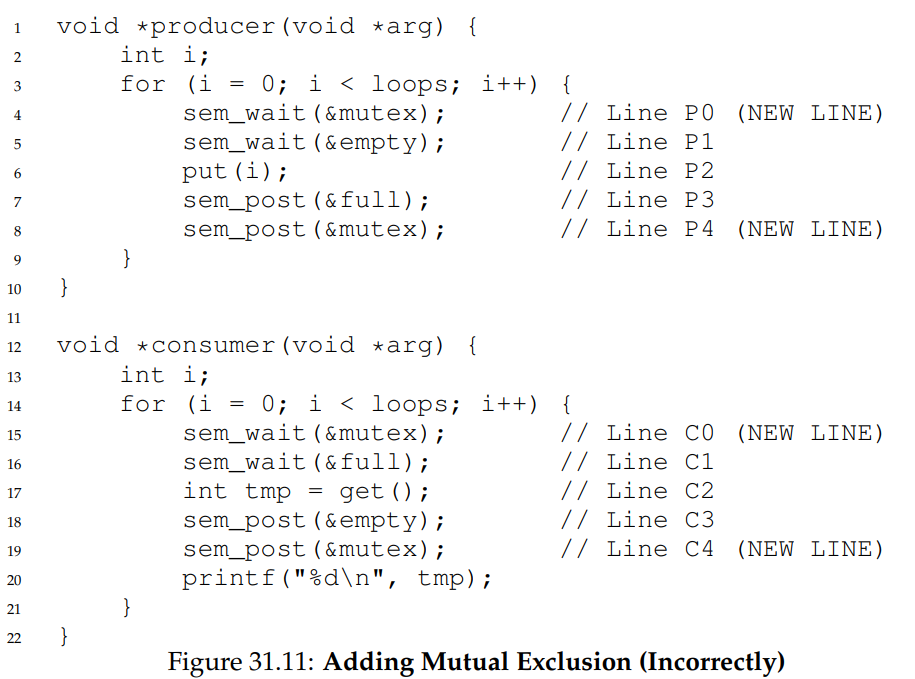 1 void *producer(void *arg) {
2 int i;
3 for (i = 0; i < loops; i++) {
4 sem_wait(&mutex); // Line P0 (NEW LINE)
5 sem_wait(&empty); // Line P1
6 put(i); // Line P2
7 sem_post(&full); // Line P3
8 sem_post(&mutex); // Line P4 (NEW LINE)
9 }
10 }
11
12 void *consumer(void *arg) {
13 int i;
14 for (i = 0; i < loops; i++) {
15 sem_wait(&mutex); // Line C0 (NEW LINE)
16 sem_wait(&full); // Line C1
17 int tmp = get(); // Line C2
18 sem_post(&empty); // Line C3
19 sem_post(&mutex); // Line C4 (NEW LINE)
20 printf("%d\n", tmp);
21 }
22 }
Figure 31.11: Adding Mutual Exclusion (Incorrectly)